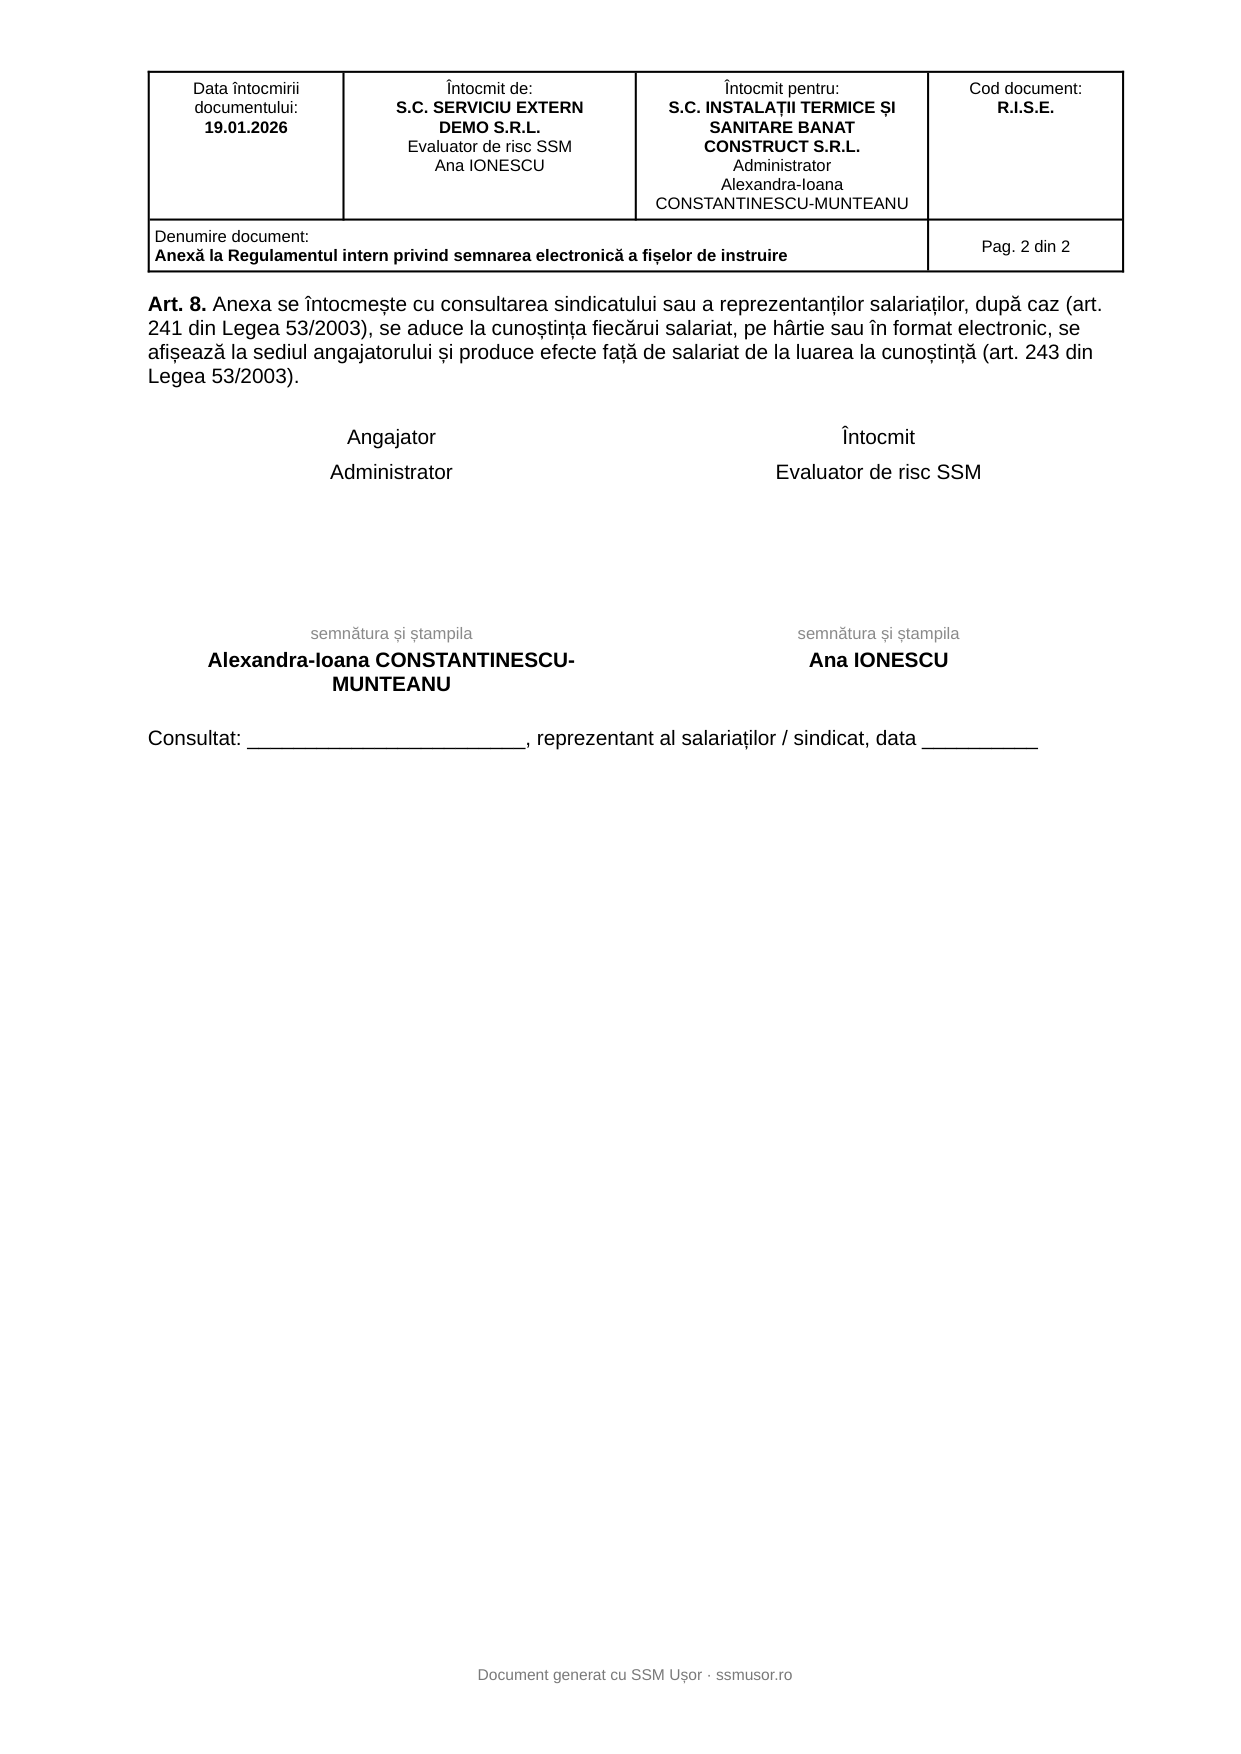 Data întocmirii
documentului:
19.01.2026
Întocmit de:
S.C. SERVICIU EXTERN
DEMO S.R.L.
Evaluator de risc SSM
Ana IONESCU
Întocmit pentru:
S.C. INSTALAȚII TERMICE ȘI
SANITARE BANAT
CONSTRUCT S.R.L.
Administrator
Alexandra-Ioana
CONSTANTINESCU-MUNTEANU
Cod document:
R.I.S.E.
Denumire document:
Anexă la Regulamentul intern privind semnarea electronică a fișelor de instruire
Pag. 2 din 2
Art. 8. Anexa se întocmește cu consultarea sindicatului sau a reprezentanților salariaților, după caz (art.
241 din Legea 53/2003), se aduce la cunoștința fiecărui salariat, pe hârtie sau în format electronic, se
afișează la sediul angajatorului și produce efecte față de salariat de la luarea la cunoștință (art. 243 din
Legea 53/2003).
Angajator
Administrator
semnătura și ștampila
Alexandra-Ioana CONSTANTINESCU-
MUNTEANU
Întocmit
Evaluator de risc SSM
semnătura și ștampila
Ana IONESCU
Consultat: ________________________, reprezentant al salariaților / sindicat, data __________
Document generat cu SSM Ușor · ssmusor.ro